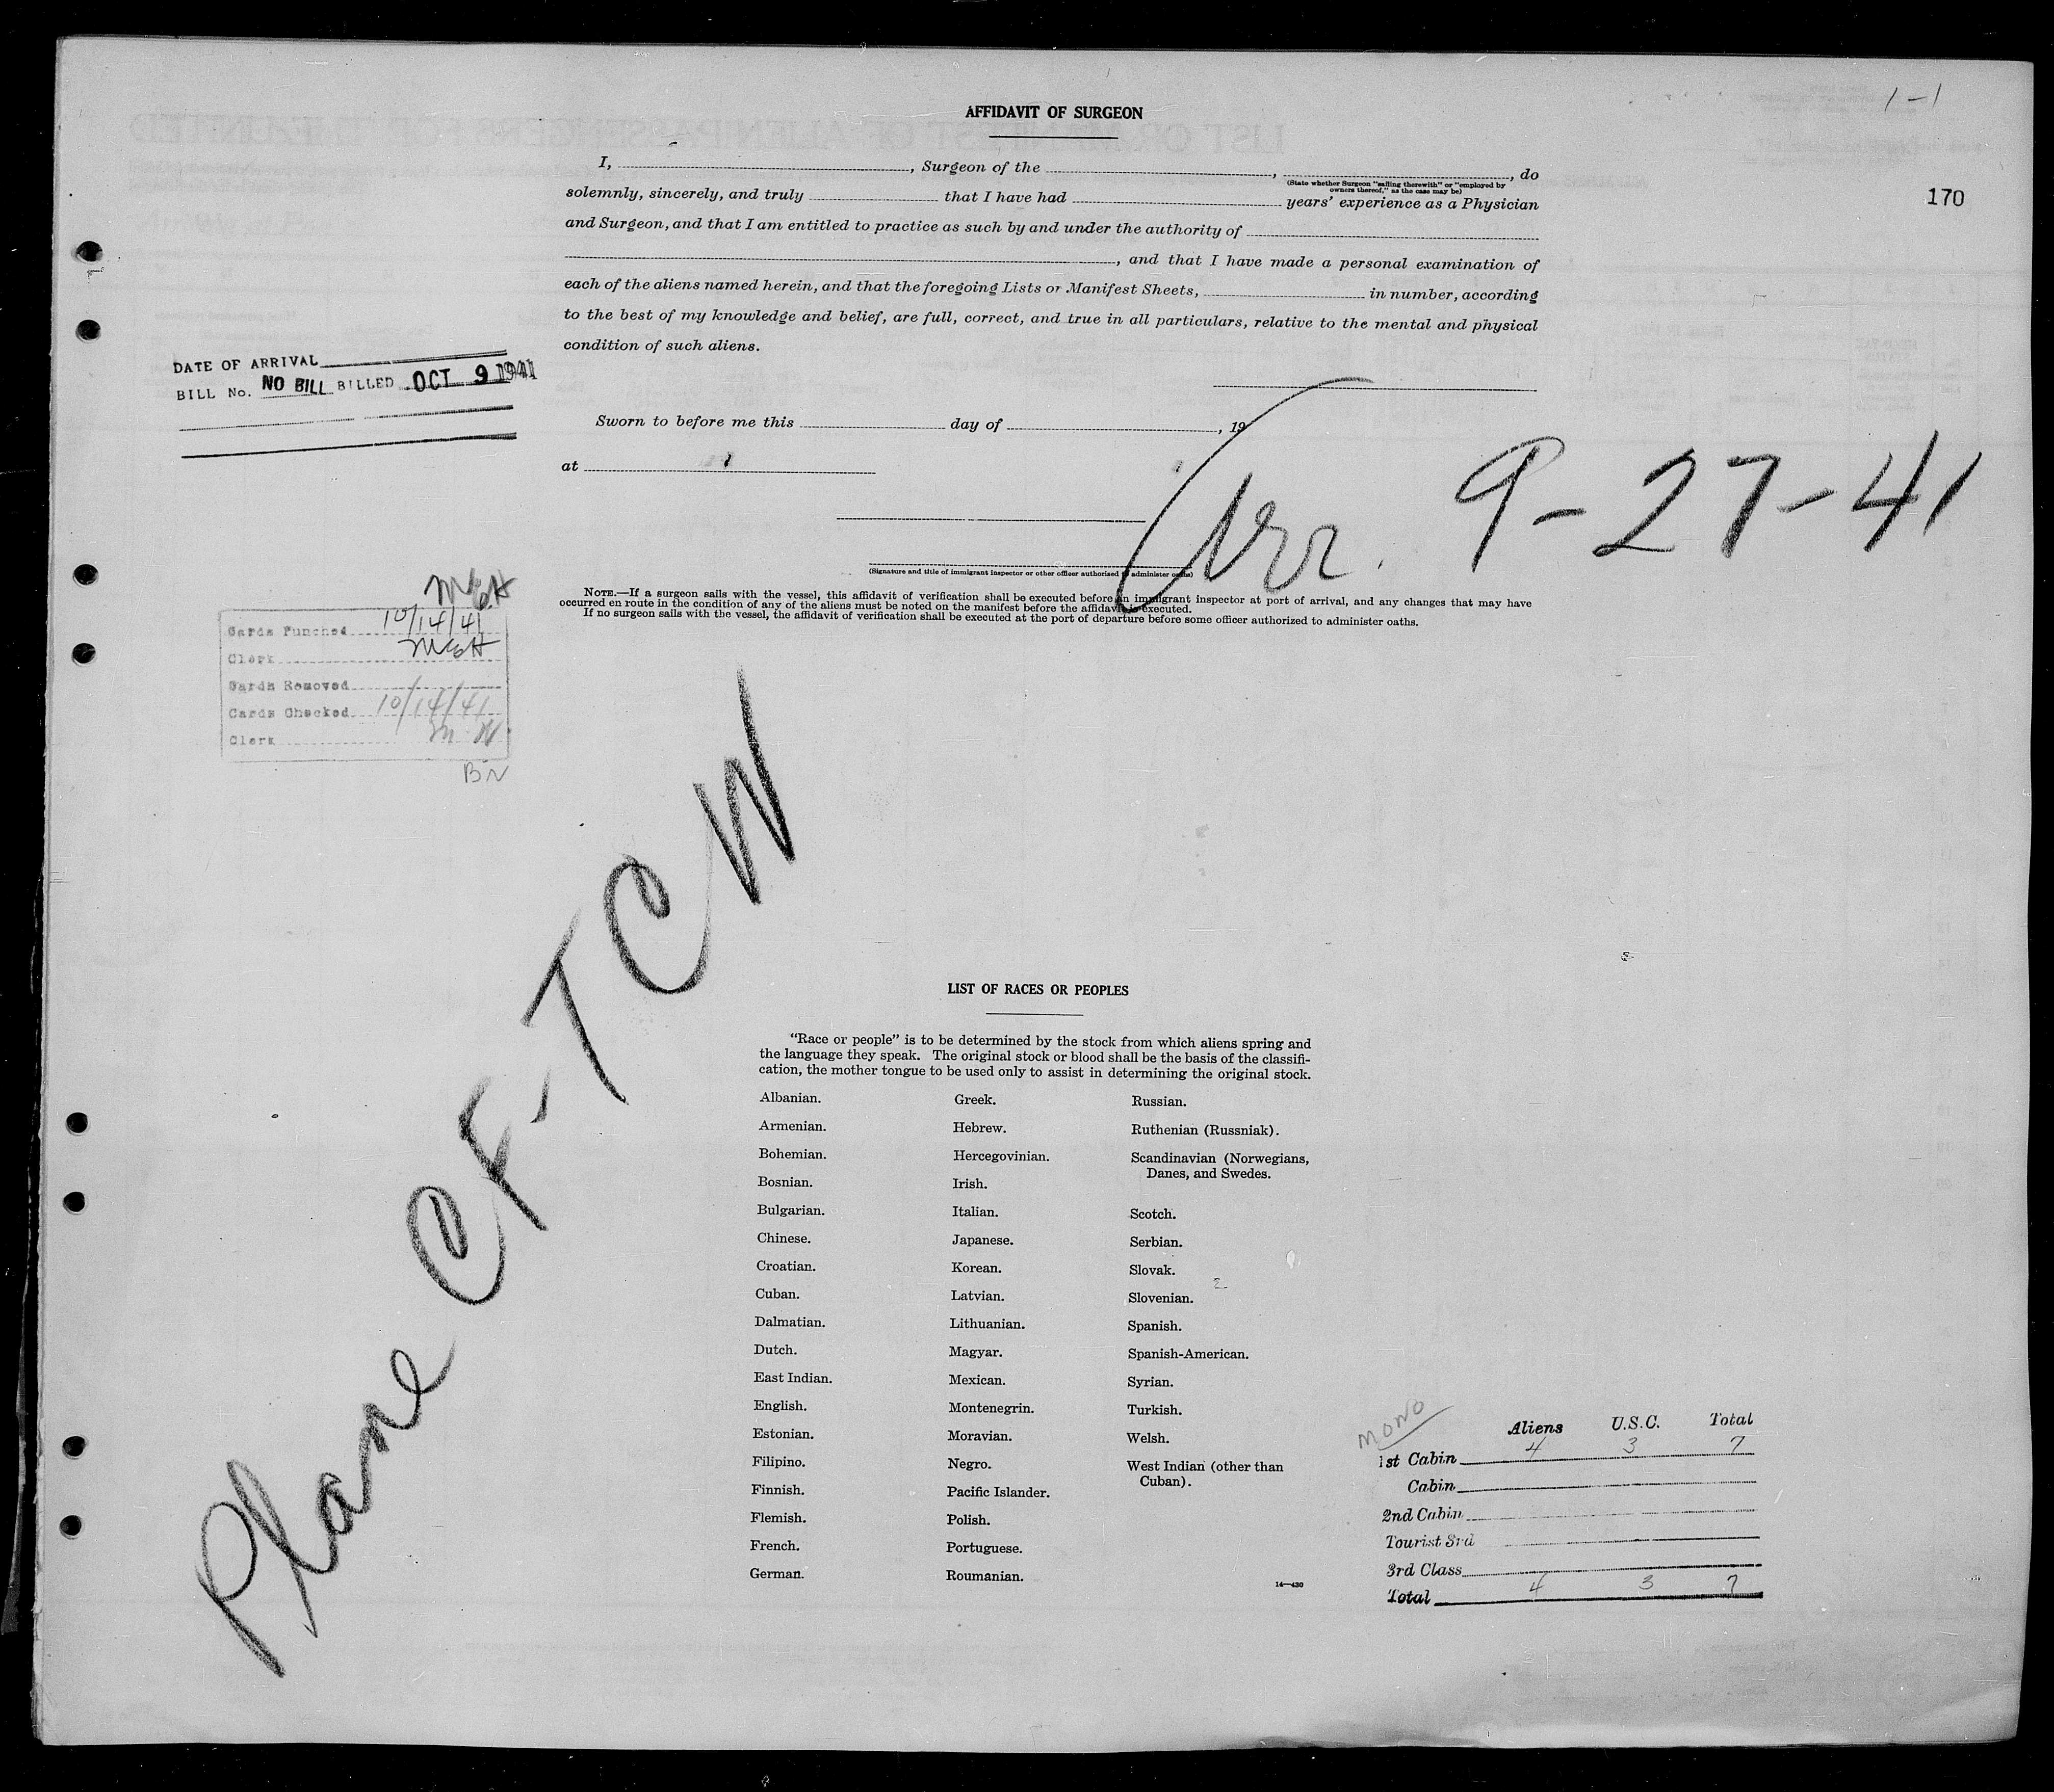 1-1
AFFIDAVIT OF SURGEON
170
I, , Surgeon of the , , do
(State whether Surgeon "sailing therewith" or "employed by
owners thereof," as the case may be)
solemnly, sincerely, and truly that I have had years' experience as a Physician
and Surgeon, and that I am entitled to practice as such by and under the authority of
, and that I have made a personal examination of
each of the aliens named herein, and that the foregoing Lists or Manifest Sheets, in number, according
to the best of my knowledge and belief, are full, correct, and true in all particulars, relative to the mental and physical
condition of such aliens.
DATE OF ARRIVAL
BILL No. NO BILL BILLED OCT 9 1941
Sworn to before me this day of , 19
at
Arr. 9-27-41
(Signature and title of immigrant inspector or other officer authorized to administer oaths)
NOTE.—If a surgeon sails with the vessel, this affidavit of verification shall be executed before an immigrant inspector at port of arrival, and any changes that may have
occurred en route in the condition of any of the aliens must be noted on the manifest before the affidavit is executed.
If no surgeon sails with the vessel, the affidavit of verification shall be executed at the port of departure before some officer authorized to administer oaths.
MEH
Cards Punched 10/14/41
Clerk MEH
Cards Removed
Cards Checked 10/14/41
Clerk
BN
Plane CF-TCW
LIST OF RACES OR PEOPLES
"Race or people" is to be determined by the stock from which aliens spring and
the language they speak. The original stock or blood shall be the basis of the classifi-
cation, the mother tongue to be used only to assist in determining the original stock.
Albanian.
Armenian.
Bohemian.
Bosnian.
Bulgarian.
Chinese.
Croatian.
Cuban.
Dalmatian.
Dutch.
East Indian.
English.
Estonian.
Filipino.
Finnish.
Flemish.
French.
German.
Greek.
Hebrew.
Hercegovinian.
Irish.
Italian.
Japanese.
Korean.
Latvian.
Lithuanian.
Magyar.
Mexican.
Montenegrin.
Moravian.
Negro.
Pacific Islander.
Polish.
Portuguese.
Roumanian.
Russian.
Ruthenian (Russniak).
Scandinavian (Norwegians,
Danes, and Swedes.
Scotch.
Serbian.
Slovak.
Slovenian.
Spanish.
Spanish-American.
Syrian.
Turkish.
Welsh.
West Indian (other than
Cuban).
14—430
MONO
Aliens U.S.C. Total
1st Cabin 4 3 7
Cabin
2nd Cabin
Tourist 3rd
3rd Class
Total 4 3 7